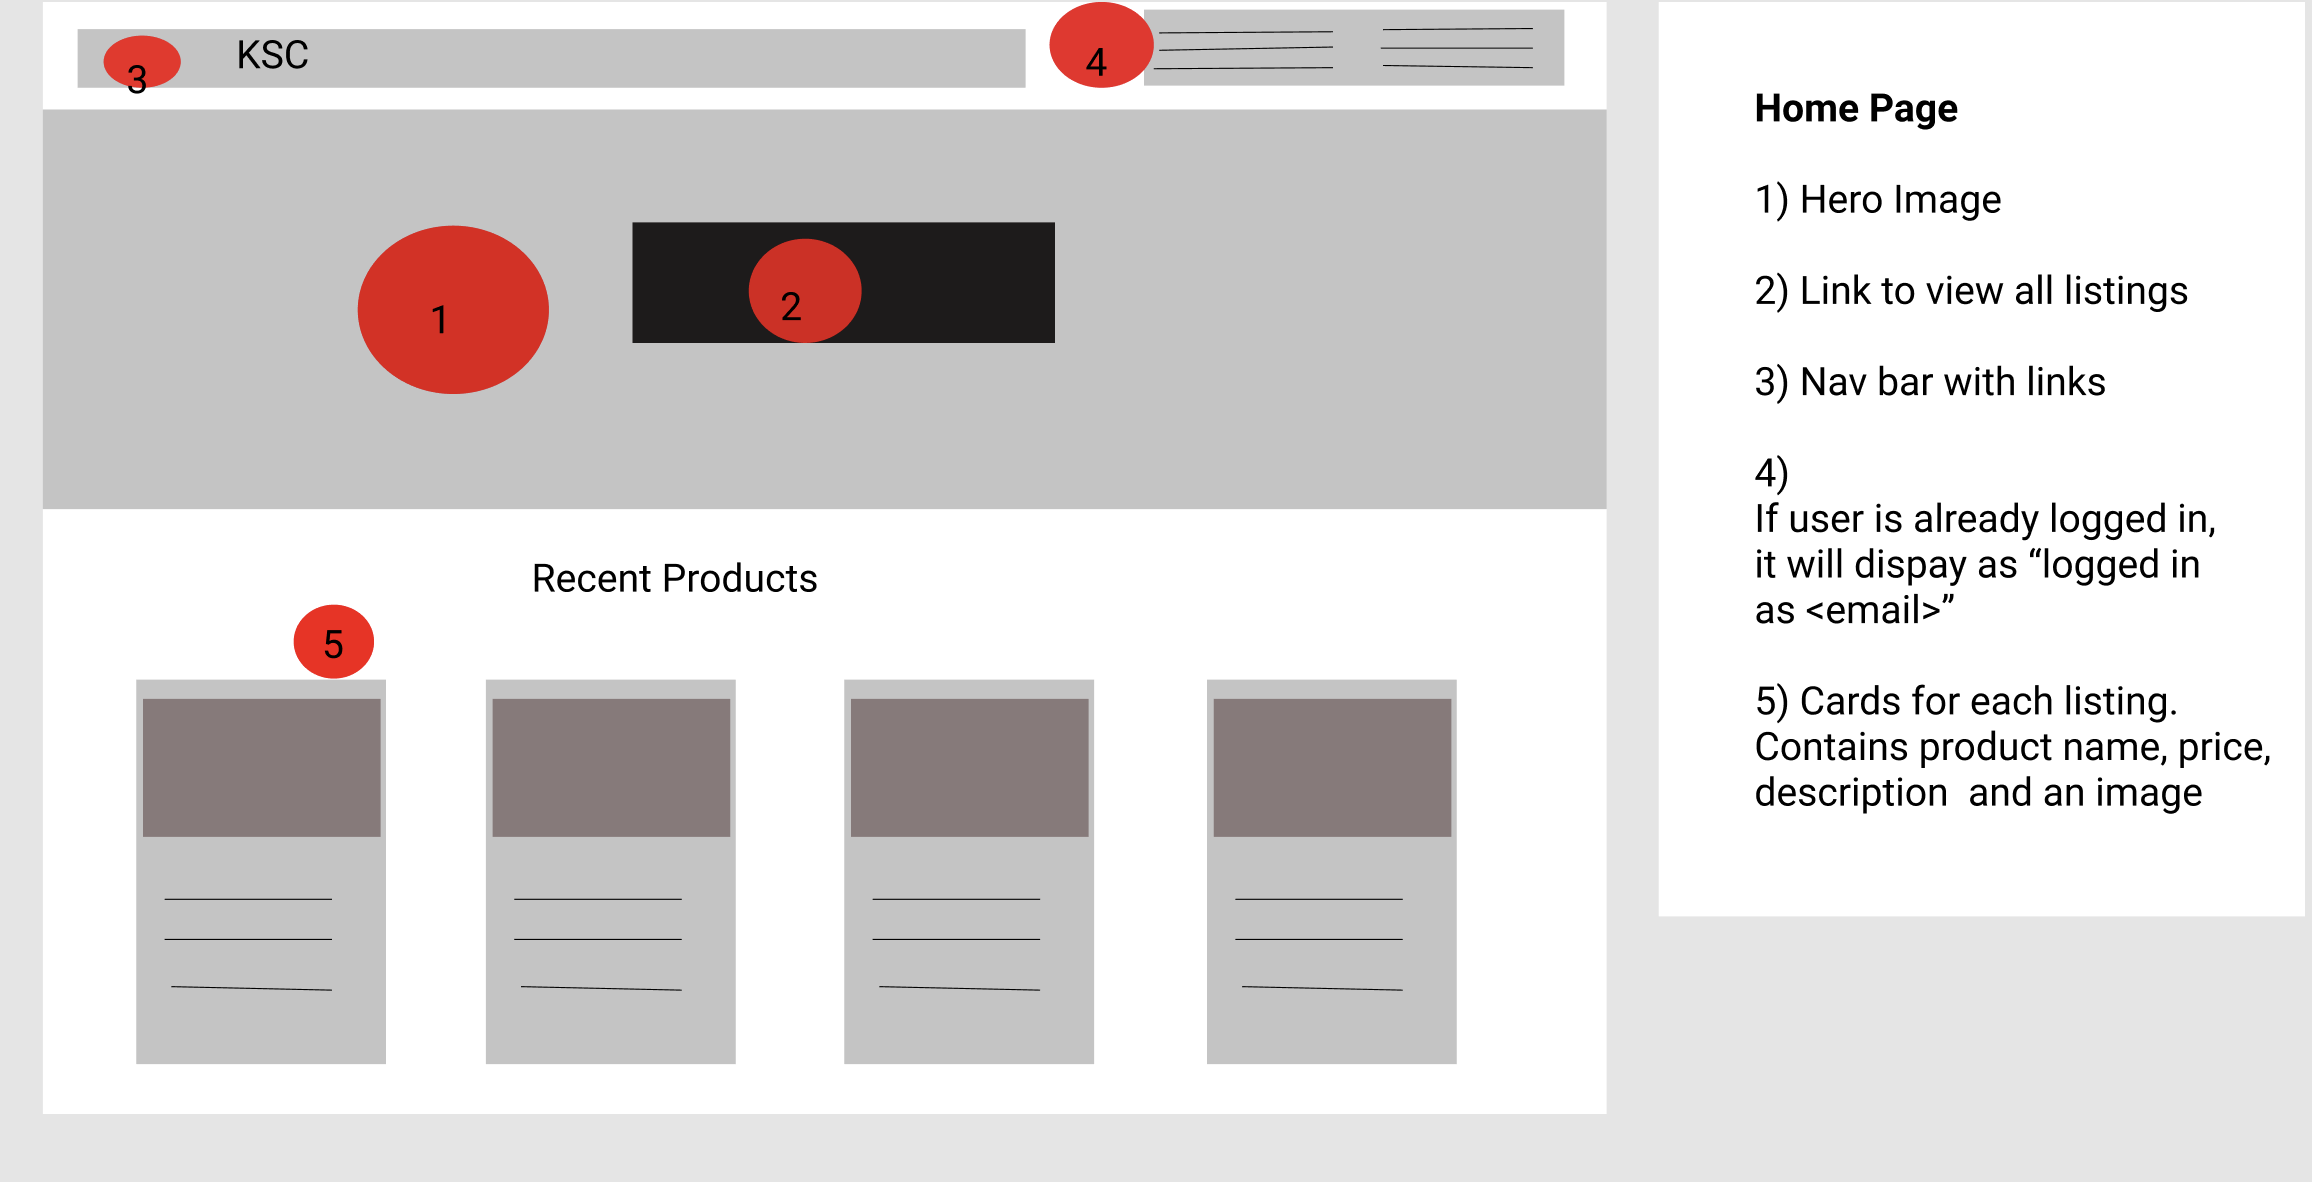 3
KSC
4
1
2
Recent Products
5
Home Page
1) Hero Image
2) Link to view all listings
3) Nav bar with links
4)
If user is already logged in,
it will dispay as “logged in
as <email>”
5) Cards for each listing.
Contains product name, price,
description  and an image